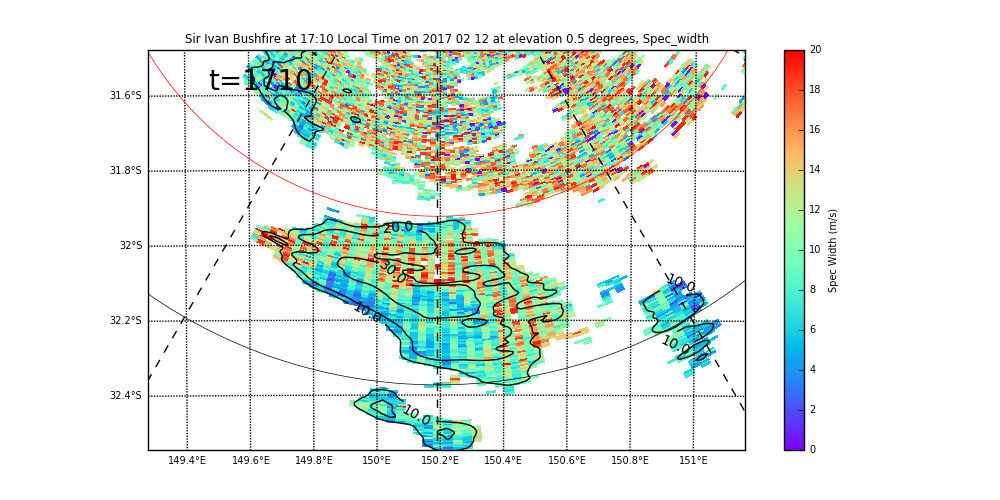 Sir Ivan Bushfire at 17:10 Local Time on 2017 02 12 at elevation 0.5 degrees, Spec_width
t=1710
31.6°S
31.8°S
32°S
32.2°S
32.4°S
20.0
30.0
10.0
10.0
10.0
10.0
149.4°E 149.6°E 149.8°E 150°E 150.2°E 150.4°E 150.6°E 150.8°E 151°E
20
18
16
14
12
10
8
6
4
2
0
Spec Width (m/s)